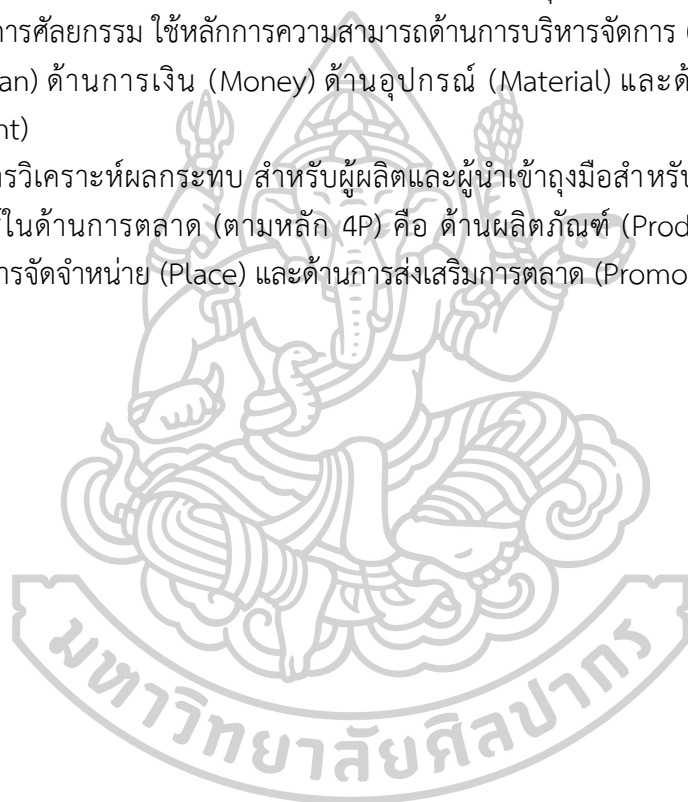 การศัลยกรรม ใช้หลักการความสามารถด้านการบริหารจัดการ (
an) ด้านการเงิน (Money) ด้านอุปกรณ์ (Material) และด้
nt)
รวิเคราะห์ผลกระทบ สำหรับผู้ผลิตและผู้นำเข้าถุงมือสำหรับ
์ในด้านการตลาด (ตามหลัก 4P) คือ ด้านผลิตภัณฑ์ (Prod
ารจัดจำหน่าย (Place) และด้านการส่งเสริมการตลาด (Promo
มหาวิทยาลัยศิลปากร